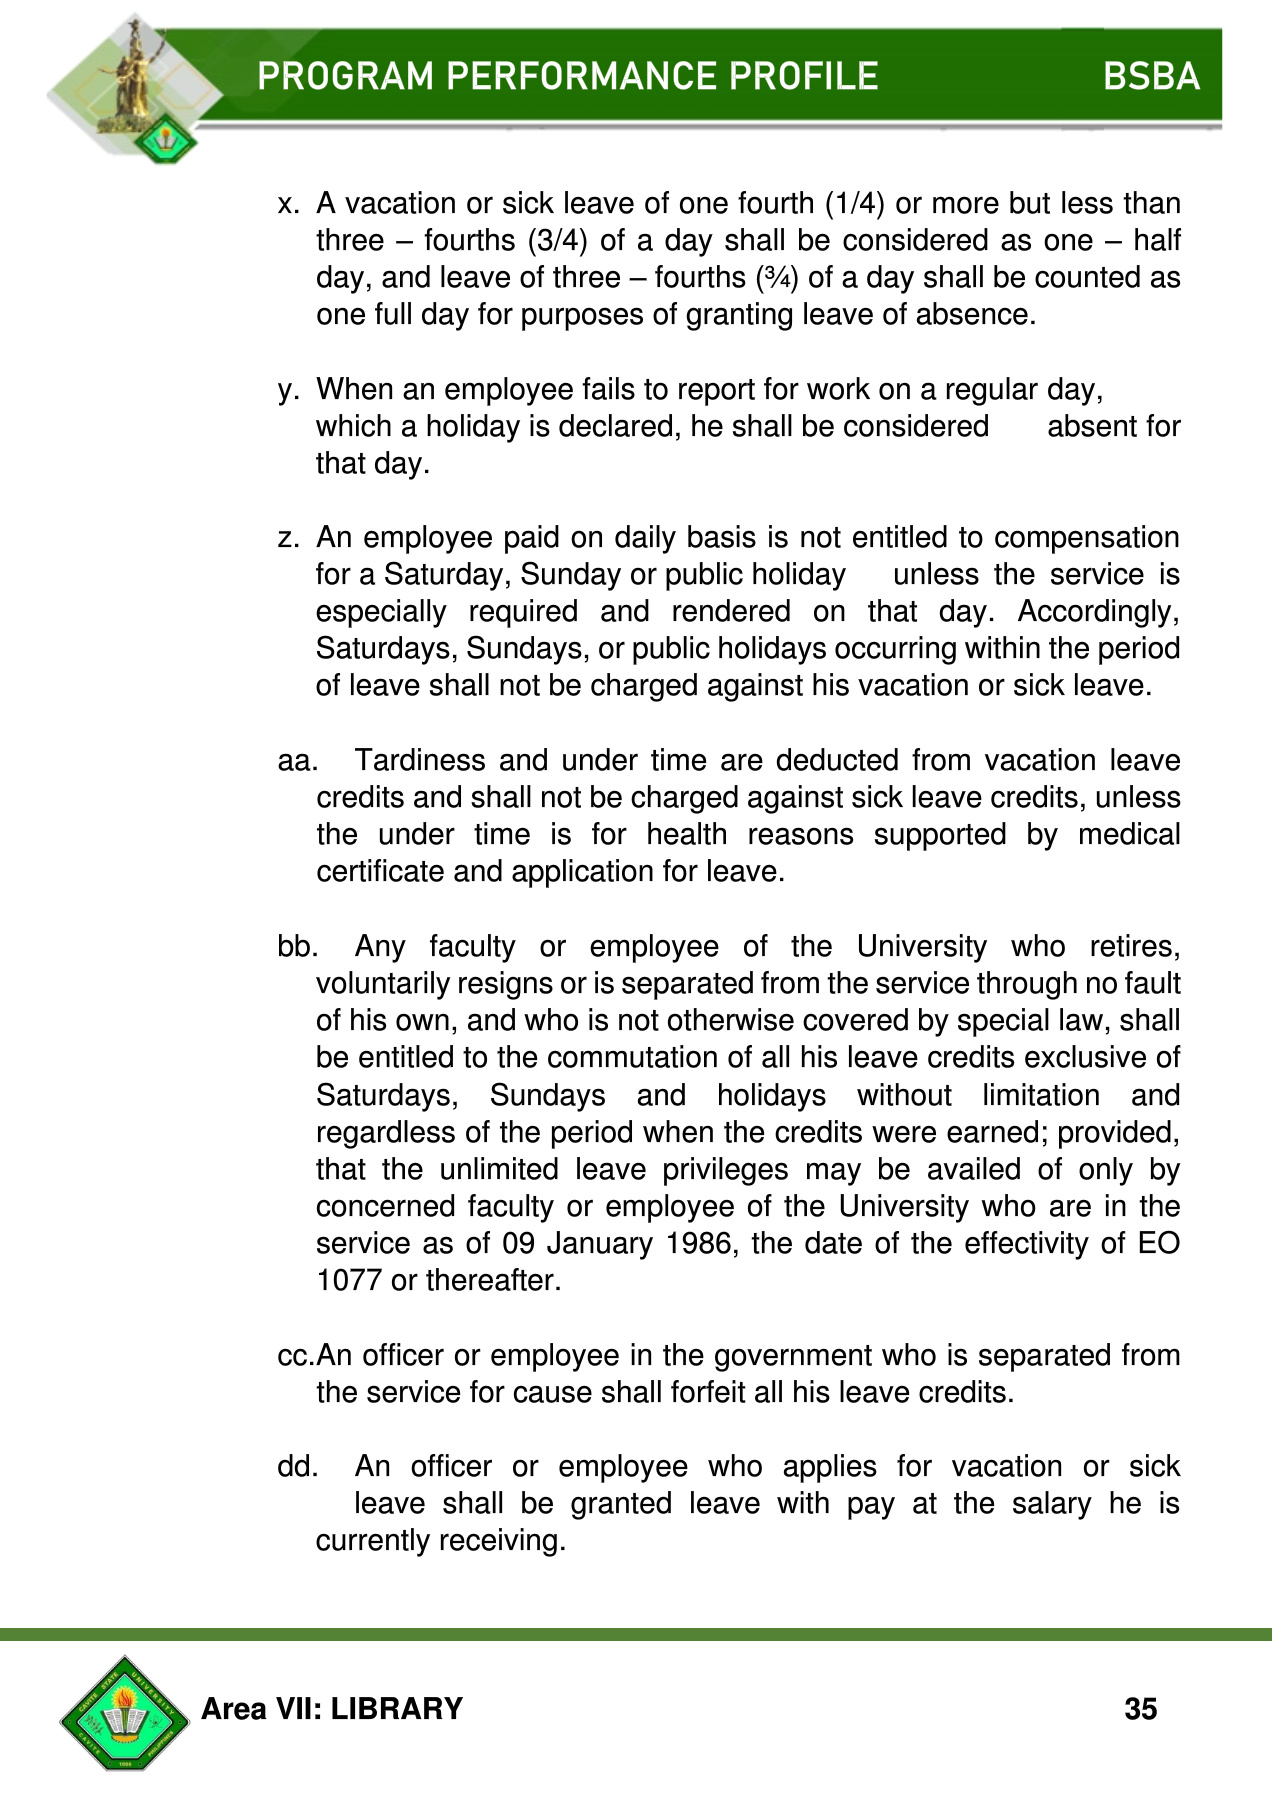 PROGRAM PERFORMANCE PROFILE BSBA
x. A vacation or sick leave of one fourth (1/4) or more but less than
three – fourths (3/4) of a day shall be considered as one – half
day, and leave of three – fourths (¾) of a day shall be counted as
one full day for purposes of granting leave of absence.
y. When an employee fails to report for work on a regular day,
which a holiday is declared, he shall be considered absent for
that day.
z. An employee paid on daily basis is not entitled to compensation
for a Saturday, Sunday or public holiday unless the service is
especially required and rendered on that day. Accordingly,
Saturdays, Sundays, or public holidays occurring within the period
of leave shall not be charged against his vacation or sick leave.
aa. Tardiness and under time are deducted from vacation leave
credits and shall not be charged against sick leave credits, unless
the under time is for health reasons supported by medical
certificate and application for leave.
bb. Any faculty or employee of the University who retires,
voluntarily resigns or is separated from the service through no fault
of his own, and who is not otherwise covered by special law, shall
be entitled to the commutation of all his leave credits exclusive of
Saturdays, Sundays and holidays without limitation and
regardless of the period when the credits were earned; provided,
that the unlimited leave privileges may be availed of only by
concerned faculty or employee of the University who are in the
service as of 09 January 1986, the date of the effectivity of EO
1077 or thereafter.
cc.An officer or employee in the government who is separated from
the service for cause shall forfeit all his leave credits.
dd. An officer or employee who applies for vacation or sick
leave shall be granted leave with pay at the salary he is
currently receiving.
CAVITE STATE UNIVERSITY
CAVITE
1906
PHILIPPINES
Area VII: LIBRARY 35